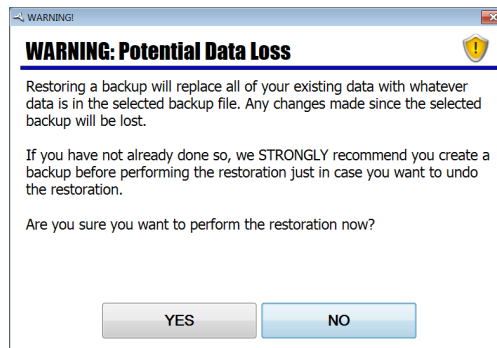 WARNING!
WARNING: Potential Data Loss
Restoring a backup will replace all of your existing data with whatever
data is in the selected backup file. Any changes made since the selected
backup will be lost.
If you have not already done so, we STRONGLY recommend you create a
backup before performing the restoration just in case you want to undo
the restoration.
Are you sure you want to perform the restoration now?
YES
NO